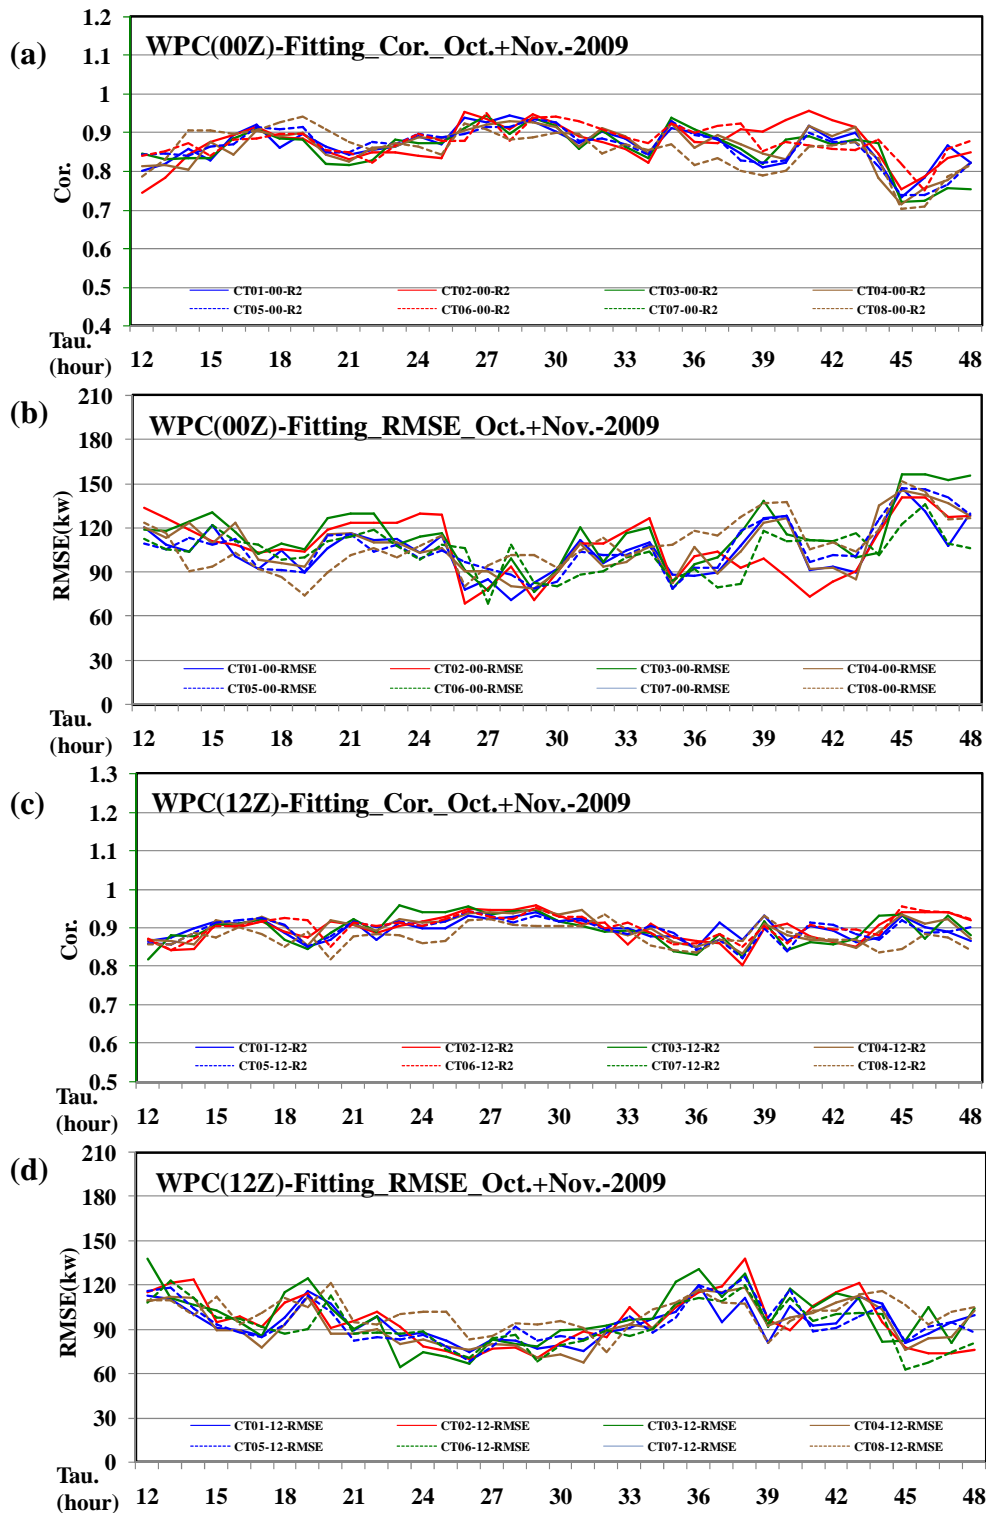 (a)
WPC(00Z)-Fitting_Cor._Oct.+Nov.-2009
1.2
1.1
1
0.9
0.8
0.7
0.6
0.5
0.4
Cor.
CT01-00-R2 CT02-00-R2 CT03-00-R2 CT04-00-R2
CT05-00-R2 CT06-00-R2 CT07-00-R2 CT08-00-R2
Tau.
(hour)
12 15 18 21 24 27 30 33 36 39 42 45 48
(b)
WPC(00Z)-Fitting_RMSE_Oct.+Nov.-2009
210
180
150
120
90
60
30
0
RMSE(kw)
CT01-00-RMSE CT02-00-RMSE CT03-00-RMSE CT04-00-RMSE
CT05-00-RMSE CT06-00-RMSE CT07-00-RMSE CT08-00-RMSE
Tau.
(hour)
12 15 18 21 24 27 30 33 36 39 42 45 48
(c)
WPC(12Z)-Fitting_Cor._Oct.+Nov.-2009
1.3
1.2
1.1
1
0.9
0.8
0.7
0.6
0.5
Cor.
CT01-12-R2 CT02-12-R2 CT03-12-R2 CT04-12-R2
CT05-12-R2 CT06-12-R2 CT07-12-R2 CT08-12-R2
Tau.
(hour)
12 15 18 21 24 27 30 33 36 39 42 45 48
(d)
WPC(12Z)-Fitting_RMSE_Oct.+Nov.-2009
210
180
150
120
90
60
30
0
RMSE(kw)
CT01-12-RMSE CT02-12-RMSE CT03-12-RMSE CT04-12-RMSE
CT05-12-RMSE CT06-12-RMSE CT07-12-RMSE CT08-12-RMSE
Tau.
(hour)
12 15 18 21 24 27 30 33 36 39 42 45 48